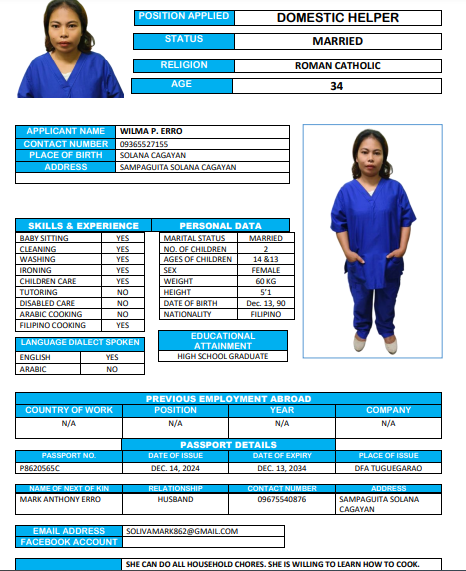 POSITION APPLIED DOMESTIC HELPER
STATUS MARRIED
RELIGION ROMAN CATHOLIC
AGE 34
APPLICANT NAME WILMA P. ERRO
CONTACT NUMBER 09365527155
PLACE OF BIRTH SOLANA CAGAYAN
ADDRESS SAMPAGUITA SOLANA CAGAYAN
SKILLS & EXPERIENCE PERSONAL DATA
BABY SITTING YES MARITAL STATUS MARRIED
CLEANING YES NO. OF CHILDREN 2
WASHING YES AGES OF CHILDREN 14 &13
IRONING YES SEX FEMALE
CHILDREN CARE YES WEIGHT 60 KG
TUTORING NO HEIGHT 5'1
DISABLED CARE NO DATE OF BIRTH Dec. 13, 90
ARABIC COOKING NO NATIONALITY FILIPINO
FILIPINO COOKING YES
EDUCATIONAL ATTAINMENT
HIGH SCHOOL GRADUATE
LANGUAGE DIALECT SPOKEN
ENGLISH YES
ARABIC NO
PREVIOUS EMPLOYMENT ABROAD
COUNTRY OF WORK POSITION YEAR COMPANY
N/A N/A N/A N/A
PASSPORT DETAILS
PASSPORT NO. DATE OF ISSUE DATE OF EXPIRY PLACE OF ISSUE
P8620565C DEC. 14, 2024 DEC. 13, 2034 DFA TUGUEGARAO
NAME OF NEXT OF KIN RELATIONSHIP CONTACT NUMBER ADDRESS
MARK ANTHONY ERRO HUSBAND 09675540876 SAMPAGUITA SOLANA
CAGAYAN
EMAIL ADDRESS SOLIVAMARK862@GMAIL.COM
FACEBOOK ACCOUNT
SHE CAN DO ALL HOUSEHOLD CHORES. SHE IS WILLING TO LEARN HOW TO COOK.